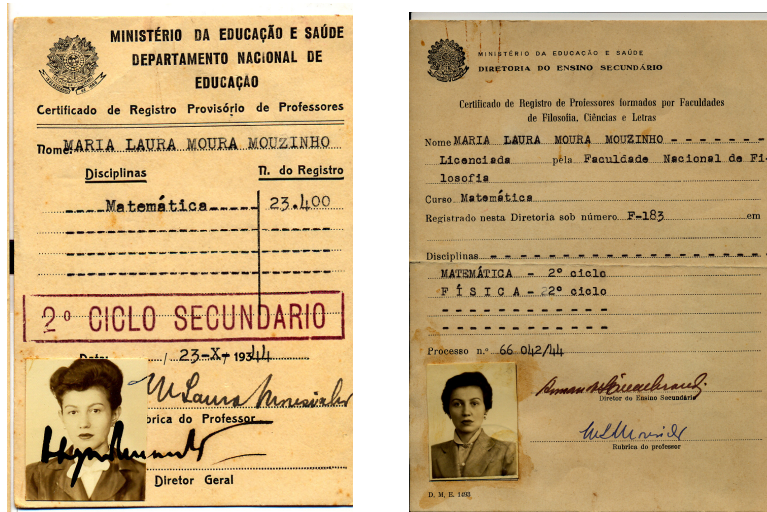 MINISTÉRIO DA EDUCAÇÃO E SAÚDE
DEPARTAMENTO NACIONAL DE
EDUCAÇÃO
Certificado de Registro Provisório de Professores
Nome MARIA LAURA MOURA MOUZINHO
Disciplinas N. do Registro
Matemática 23.400
2º CICLO SECUNDARIO
Data: / 23-X- 1944
M Laura Mousinho
brica do Professor
Diretor Geral
MINISTÉRIO DA EDUCAÇÃO E SAÚDE
DIRETORIA DO ENSINO SECUNDÁRIO
Certificado de Registro de Professores formados por Faculdades
de Filosofia, Ciências e Letras
Nome MARIA LAURA MOURA MOUZINHO
Licenciada pela Faculdade Nacional de Fi-
losofia
Curso Matemática
Registrado nesta Diretoria sob número F-183 em
Disciplinas
MATEMÁTICA - 2º ciclo
FÍSICA - 2º ciclo
Processo n.º 66 042/44
Diretor do Ensino Secundário
Rubrica do professor
D. M. E. 1493